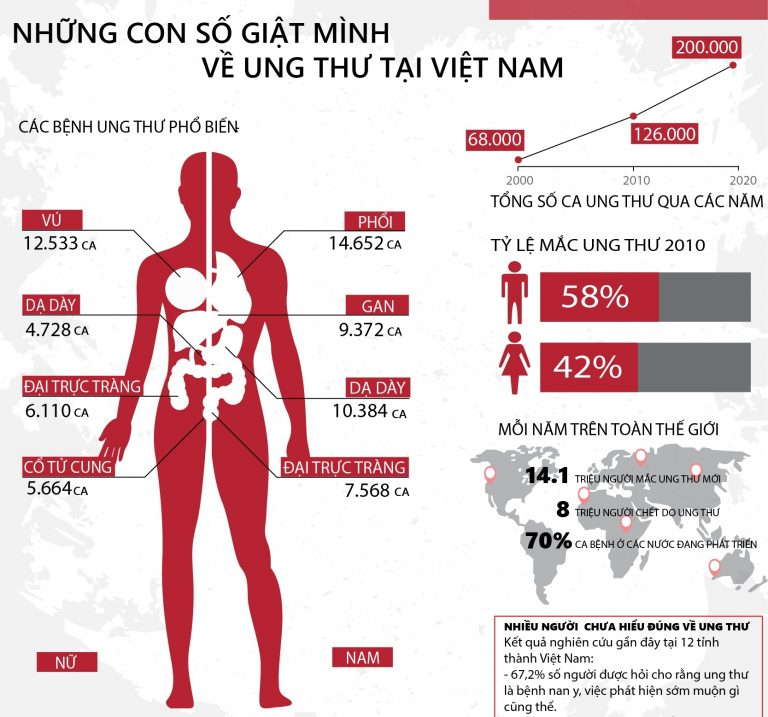 NHỮNG CON SỐ GIẬT MÌNH
VỀ UNG THƯ TẠI VIỆT NAM
CÁC BỆNH UNG THƯ PHỔ BIẾN
VÚ
12.533 CA
DẠ DÀY
4.728 CA
ĐẠI TRỰC TRÀNG
6.110 CA
CỔ TỬ CUNG
5.664 CA
NỮ
PHỔI
14.652 CA
GAN
9.372 CA
DẠ DÀY
10.384 CA
ĐẠI TRỰC TRÀNG
7.568 CA
NAM
200.000
68.000
126.000
2000 2010 2020
TỔNG SỐ CA UNG THƯ QUA CÁC NĂM
TỶ LỆ MẮC UNG THƯ 2010
58%
42%
MỖI NĂM TRÊN TOÀN THẾ GIỚI
14.1 TRIỆU NGƯỜI MẮC UNG THƯ MỚI
8 TRIỆU NGƯỜI CHẾT DO UNG THƯ
70% CA BỆNH Ở CÁC NƯỚC ĐANG PHÁT TRIỂN
NHIỀU NGƯỜI CHƯA HIỂU ĐÚNG VỀ UNG THƯ
Kết quả nghiên cứu gần đây tại 12 tỉnh
thành Việt Nam:
- 67,2% số người được hỏi cho rằng ung thư
là bệnh nan y, việc phát hiện sớm muộn gì
cũng thế.